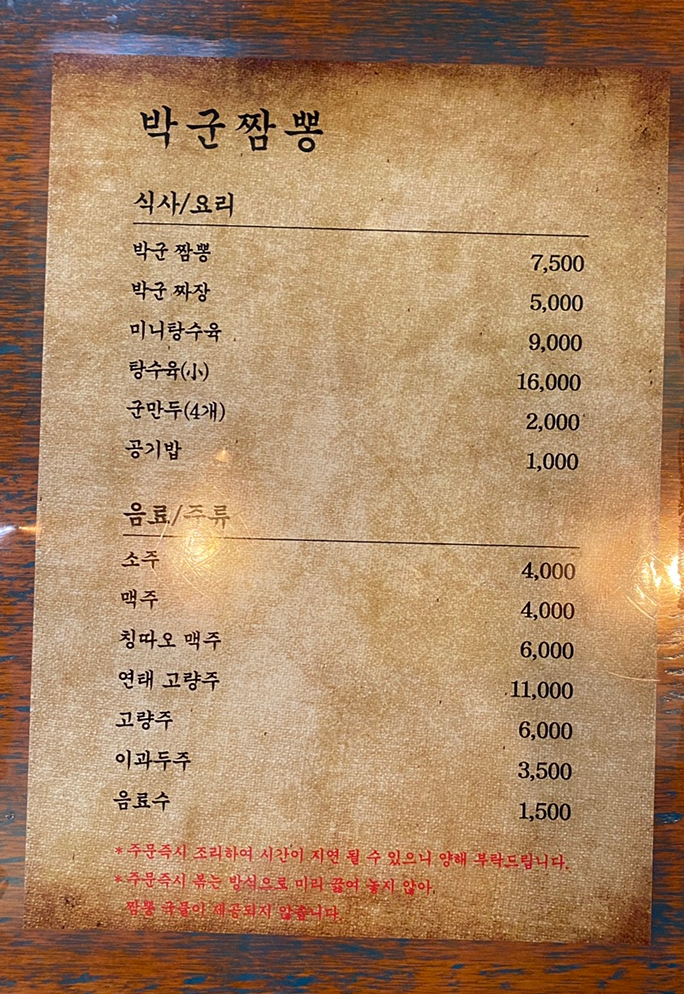 박군짬뽕
식사/요리
박군 짬뽕 7,500
박군 짜장 5,000
미니탕수육 9,000
탕수육(小) 16,000
군만두(4개) 2,000
공기밥 1,000
음료/주류
소주 4,000
맥주 4,000
칭따오 맥주 6,000
연태 고량주 11,000
고량주 6,000
이과두주 3,500
음료수 1,500
* 주문즉시 조리하여 시간이 지연 될 수 있으니 양해 부탁드립니다.
* 주문즉시 볶는 방식으로 미리 끓여 놓지 않아,
짬뽕 국물이 제공되지 않습니다.